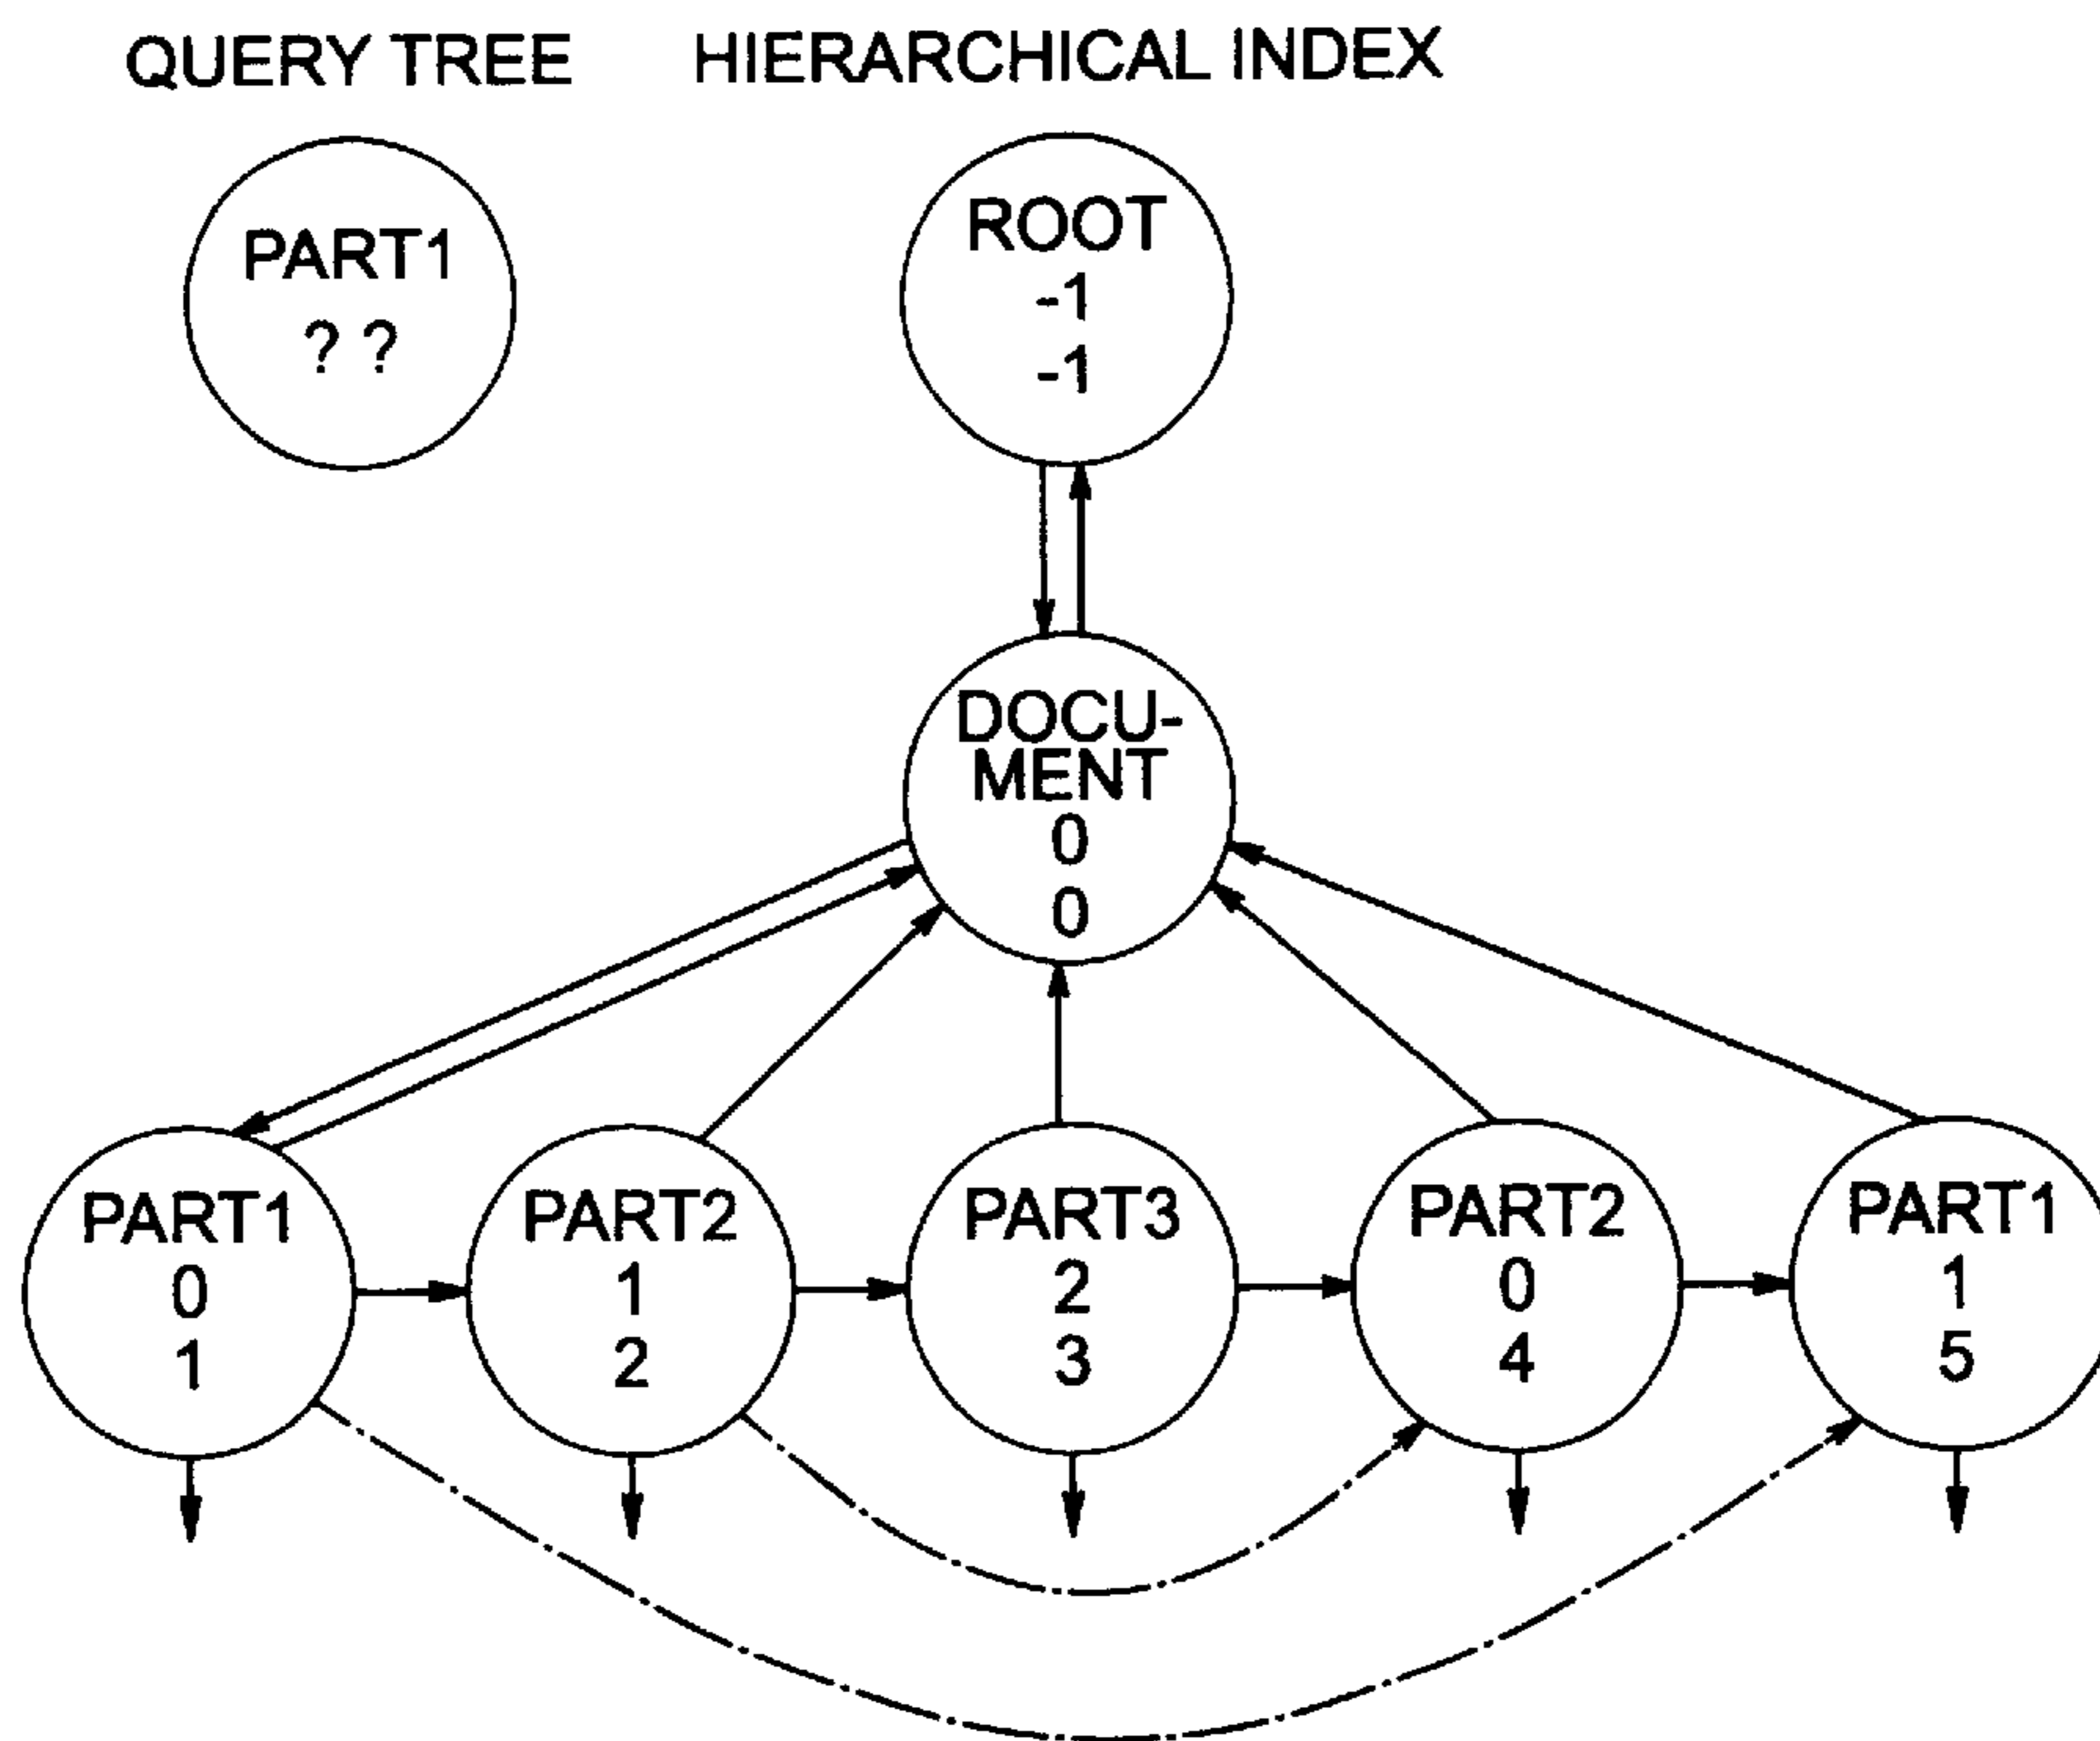 QUERY TREE
HIERARCHICAL INDEX
PART1
? ?
ROOT
-1
-1
DOCU-
MENT
0
0
PART1
0
1
PART2
1
2
PART3
2
3
PART2
0
4
PART1
1
5